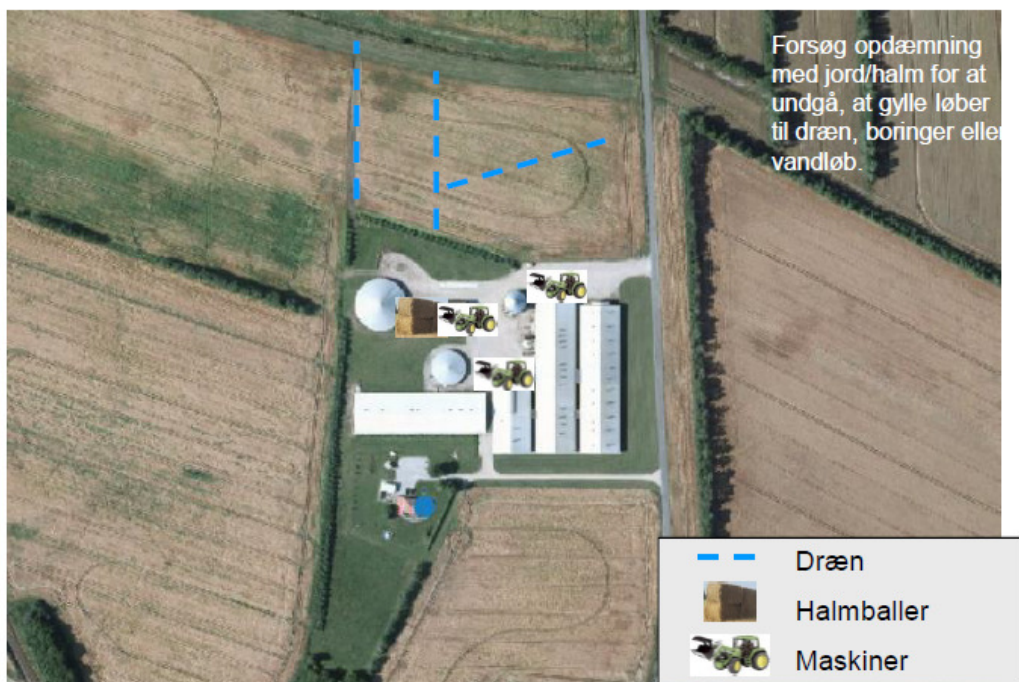 Forsøg opdæmning
med jord/halm for at
undgå, at gylle løber
til dræn, boringer eller
vandløb.
Dræn
Halmballer
Maskiner